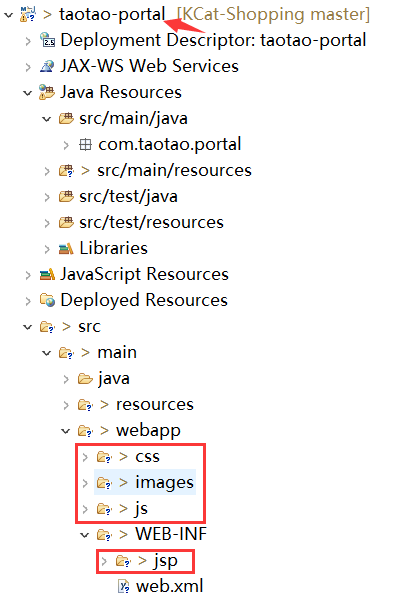 > taotao-portal [KCat-Shopping master]
Deployment Descriptor: taotao-portal
JAX-WS Web Services
Java Resources
src/main/java
com.taotao.portal
> src/main/resources
src/test/java
src/test/resources
Libraries
JavaScript Resources
Deployed Resources
> src
> main
java
> resources
> webapp
> css
> images
> js
> WEB-INF
> jsp
web.xml